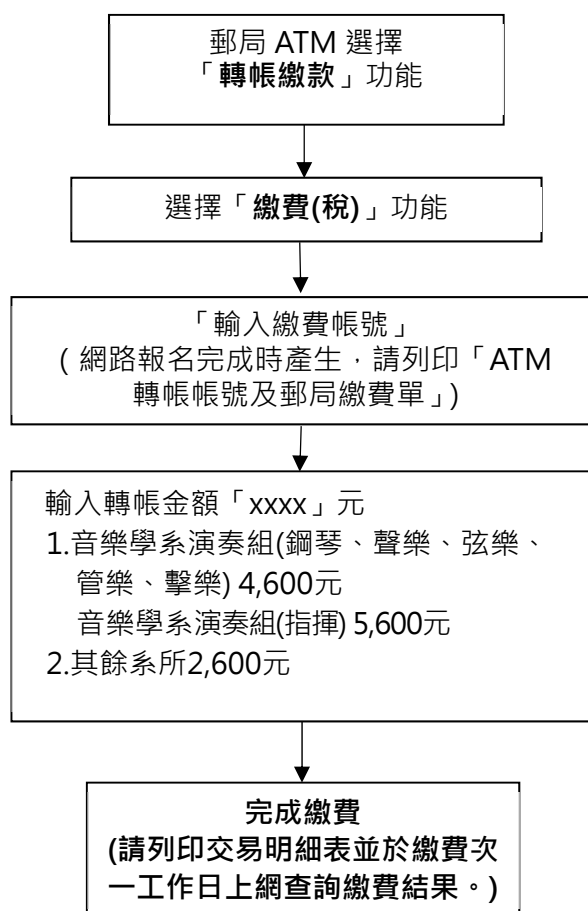 郵局 ATM 選擇
「轉帳繳款」功能
選擇「繳費(稅)」功能
「輸入繳費帳號」
( 網路報名完成時產生，請列印「ATM
轉帳帳號及郵局繳費單」)
輸入轉帳金額「xxxx」元
1.音樂學系演奏組(鋼琴、聲樂、弦樂、
管樂、擊樂) 4,600元
音樂學系演奏組(指揮) 5,600元
2.其餘系所2,600元
完成繳費
(請列印交易明細表並於繳費次
一工作日上網查詢繳費結果。)